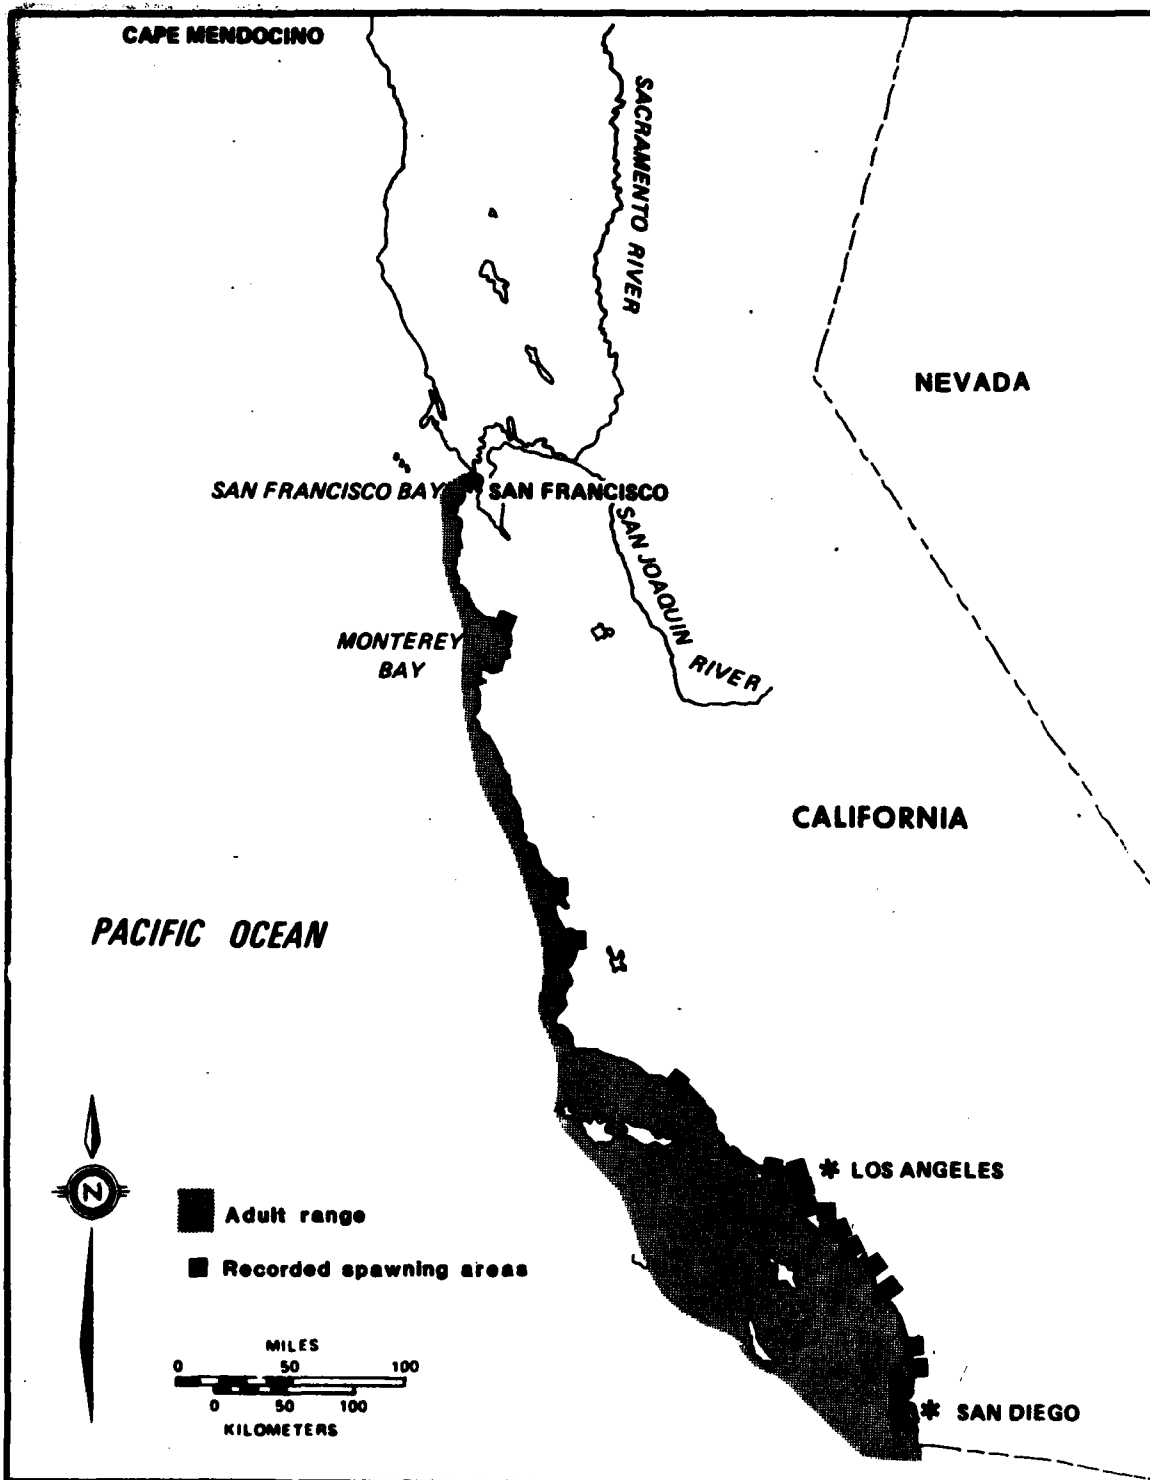 CAPE MENDOCINO
SACRAMENTO RIVER
NEVADA
SAN FRANCISCO BAY
SAN FRANCISCO
SAN JOAQUIN RIVER
MONTEREY
BAY
CALIFORNIA
PACIFIC OCEAN
* LOS ANGELES
N
Adult range
Recorded spawning areas
MILES
0 50 100
0 50 100
KILOMETERS
* SAN DIEGO